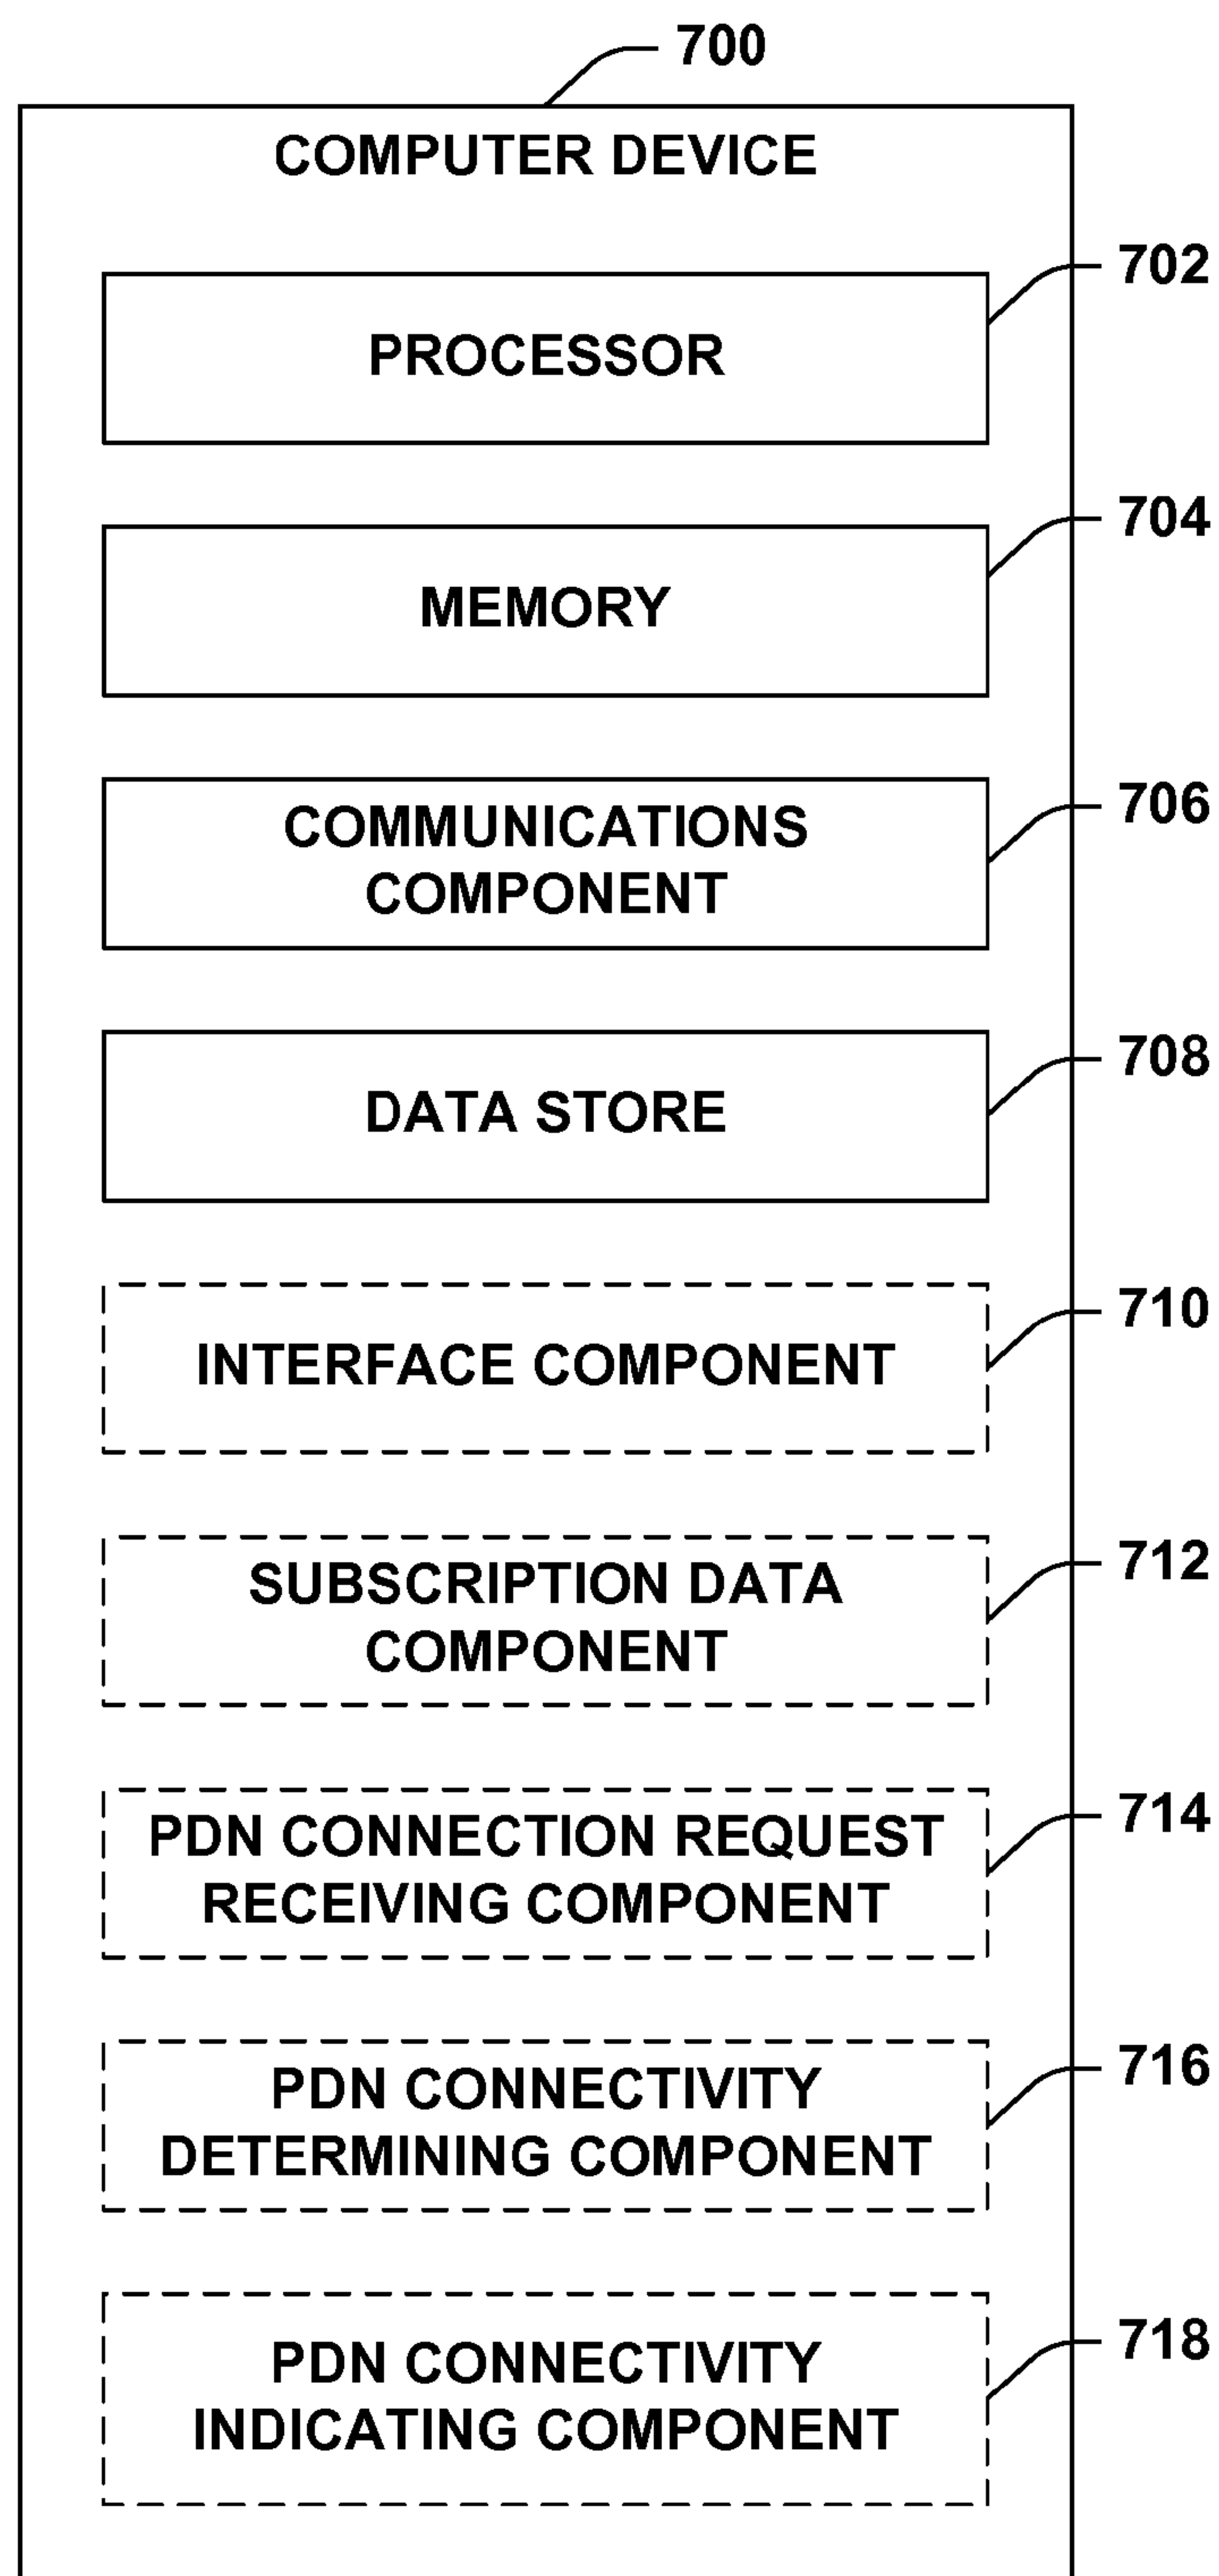 700
COMPUTER DEVICE
702
PROCESSOR
704
MEMORY
706
COMMUNICATIONS
COMPONENT
708
DATA STORE
710
INTERFACE COMPONENT
712
SUBSCRIPTION DATA
COMPONENT
714
PDN CONNECTION REQUEST
RECEIVING COMPONENT
716
PDN CONNECTIVITY
DETERMINING COMPONENT
718
PDN CONNECTIVITY
INDICATING COMPONENT